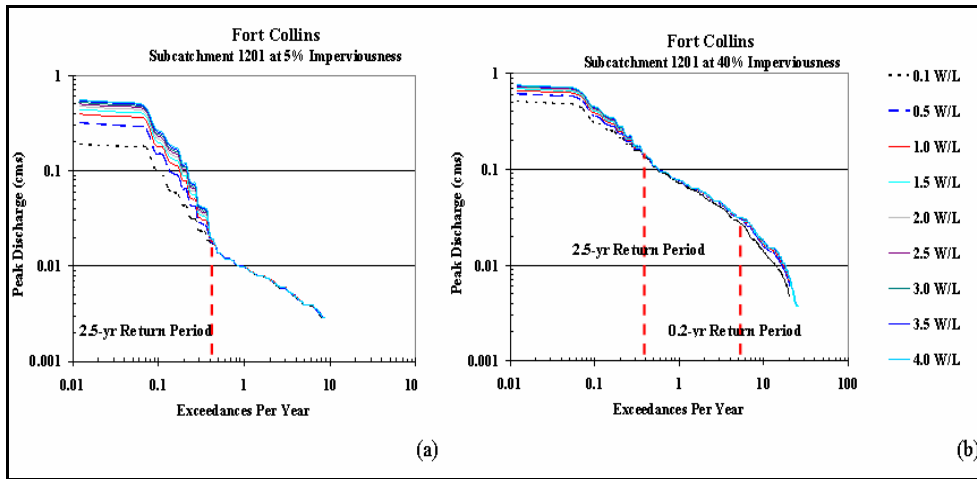 Fort Collins
Subcatchment 1201 at 5% Imperviousness
1
0.1
0.01
0.001
Peak Discharge (cms)
2.5-yr Return Period
0.01
0.1
1
10
10
Exceedances Per Year
(a)
Fort Collins
Subcatchment 1201 at 40% Imperviousness
1
0.1
0.01
0.001
Peak Discharge (cms)
2.5-yr Return Period
0.2-yr Return Period
0.01
0.1
1
10
100
Exceedances Per Year
(b)
0.1 W/L
0.5 W/L
1.0 W/L
1.5 W/L
2.0 W/L
2.5 W/L
3.0 W/L
3.5 W/L
4.0 W/L